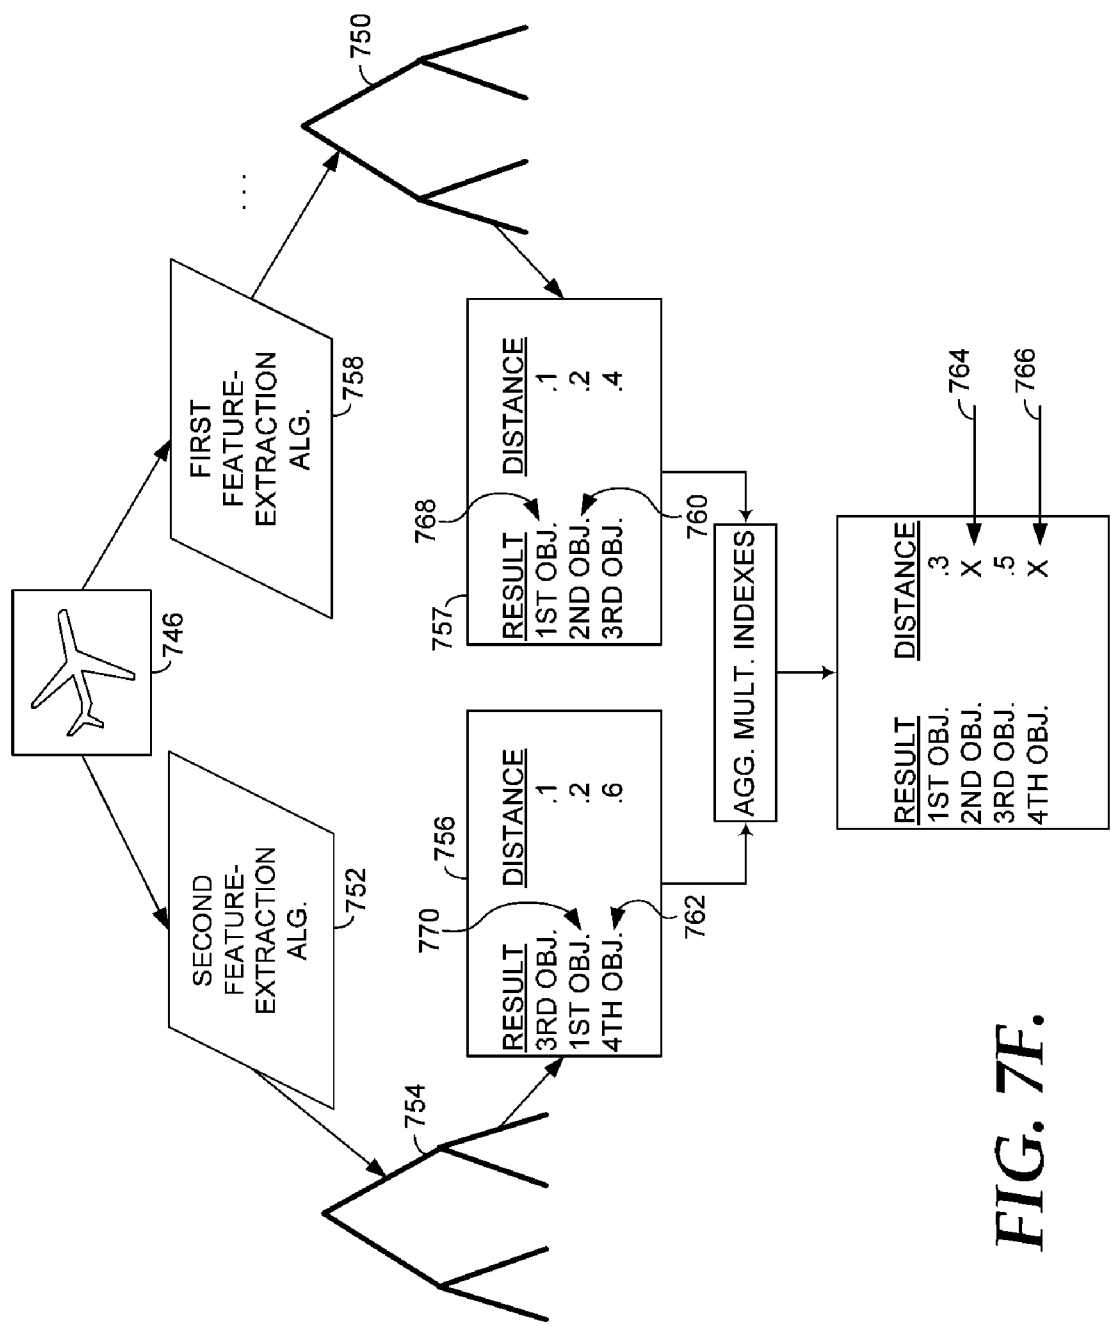 746
SECOND
FEATURE-
EXTRACTION
ALG.
752
FIRST
FEATURE-
EXTRACTION
ALG.
758
...
754
750
756
770
RESULT DISTANCE
3RD OBJ. .1
1ST OBJ. .2
4TH OBJ. .6
762
757
768
RESULT DISTANCE
1ST OBJ. .1
2ND OBJ. .2
3RD OBJ. .4
760
AGG. MULT. INDEXES
RESULT DISTANCE
1ST OBJ. .3
2ND OBJ. X
3RD OBJ. .5
4TH OBJ. X
764
766
FIG. 7F.